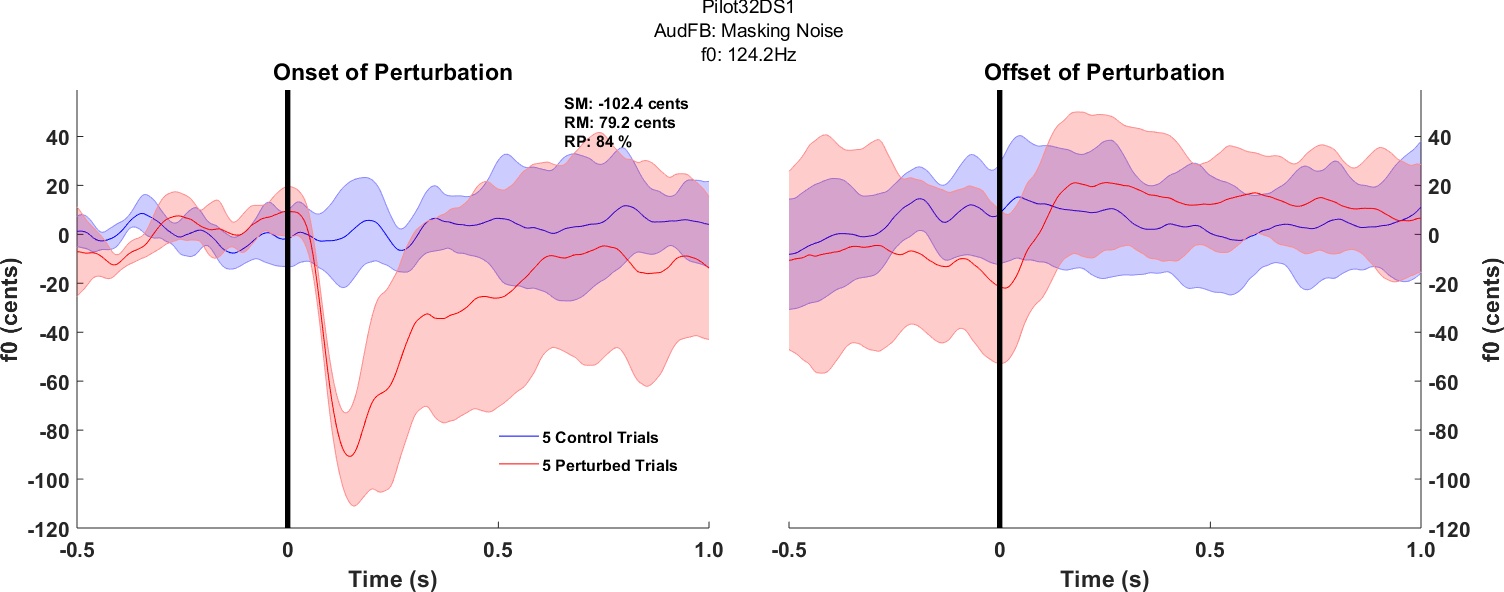 Pilot32DS1
AudFB: Masking Noise
f0: 124.2Hz
Onset of Perturbation
SM: -102.4 cents
RM: 79.2 cents
RP: 84 %
40
20
0
-20
-40
-60
-80
-100
-120
f0 (cents)
5 Control Trials
5 Perturbed Trials
-0.5
0
0.5
1.0
Time (s)
Offset of Perturbation
40
20
0
-20
-40
-60
-80
-100
-120
f0 (cents)
-0.5
0
0.5
1.0
Time (s)